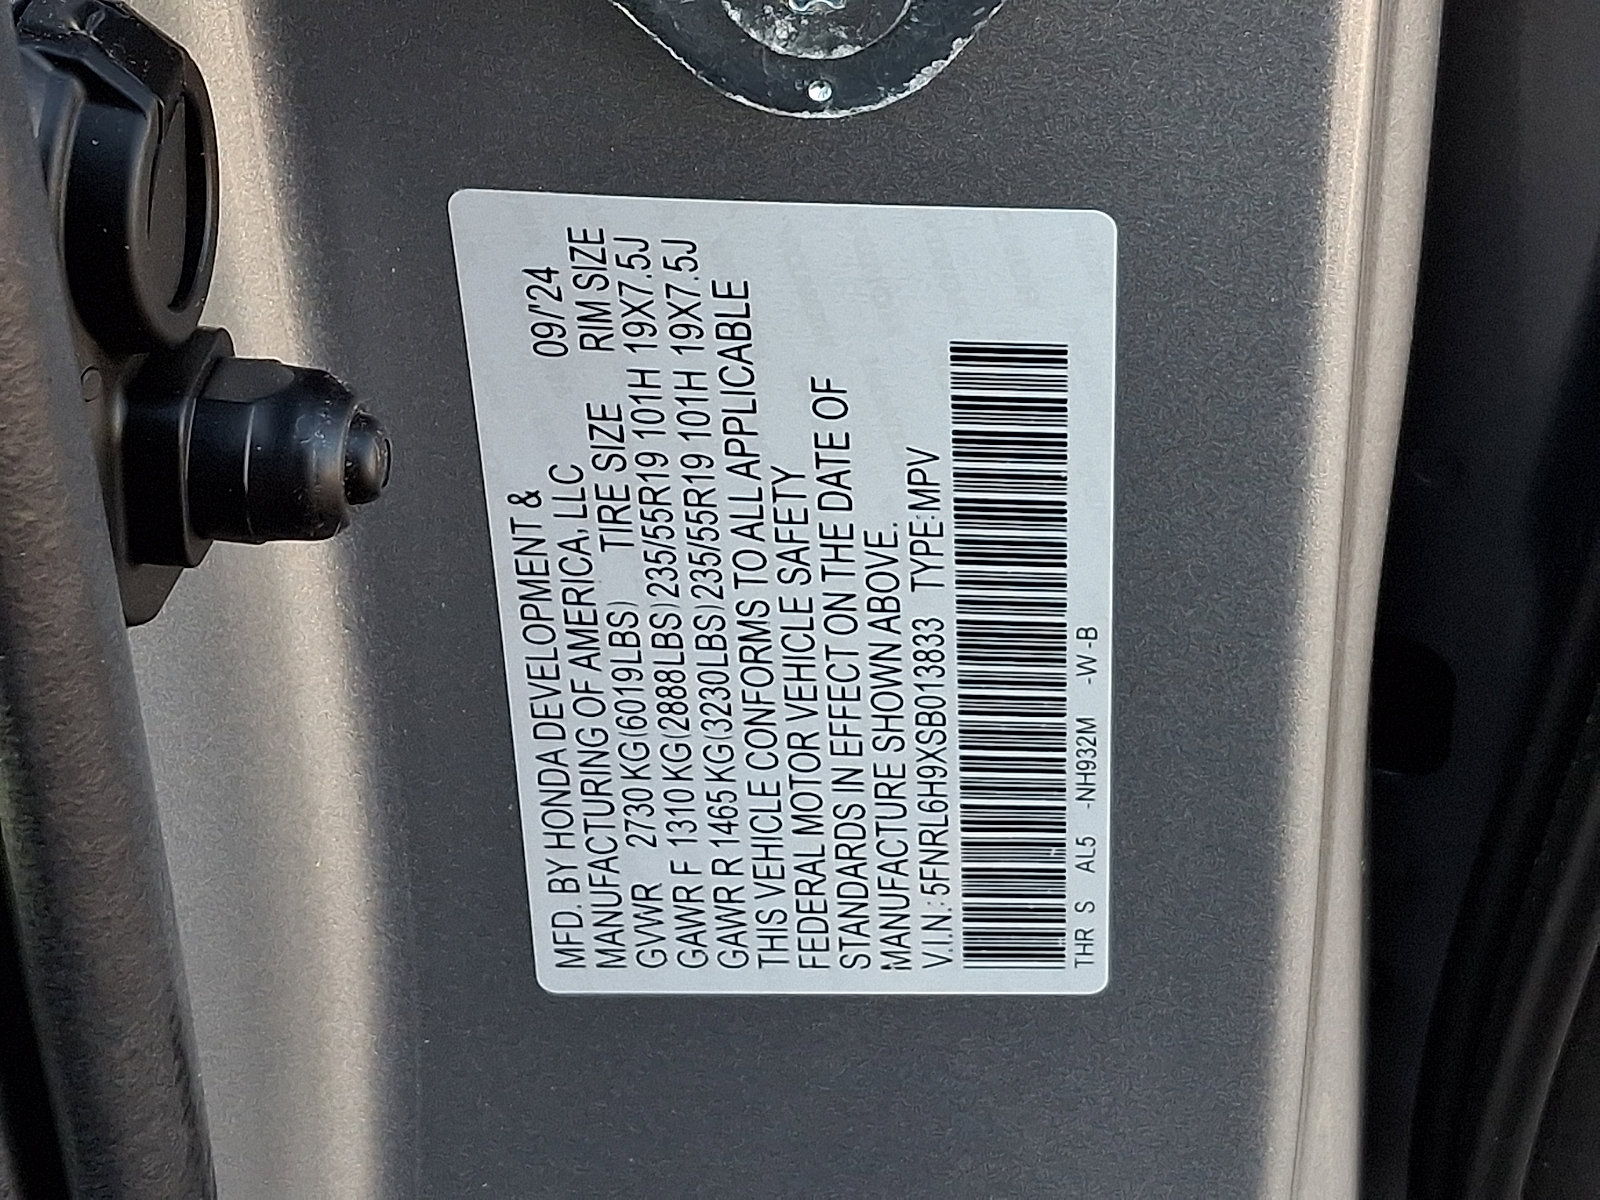 MFD. BY HONDA DEVELOPMENT &
MANUFACTURING OF AMERICA, LLC 09/'24
GVWR 2730 KG (6019LBS) TIRE SIZE RIM SIZE
GAWR F 1310 KG (2888LBS) 235/55R19 101H 19X7.5J
GAWR R 1465 KG (3230LBS) 235/55R19 101H 19X7.5J
THIS VEHICLE CONFORMS TO ALL APPLICABLE
FEDERAL MOTOR VEHICLE SAFETY
STANDARDS IN EFFECT ON THE DATE OF
MANUFACTURE SHOWN ABOVE.
V.I.N.: 5FNRL6H9XSB013833 TYPE:MPV
THR S AL5 -NH932M -W-B